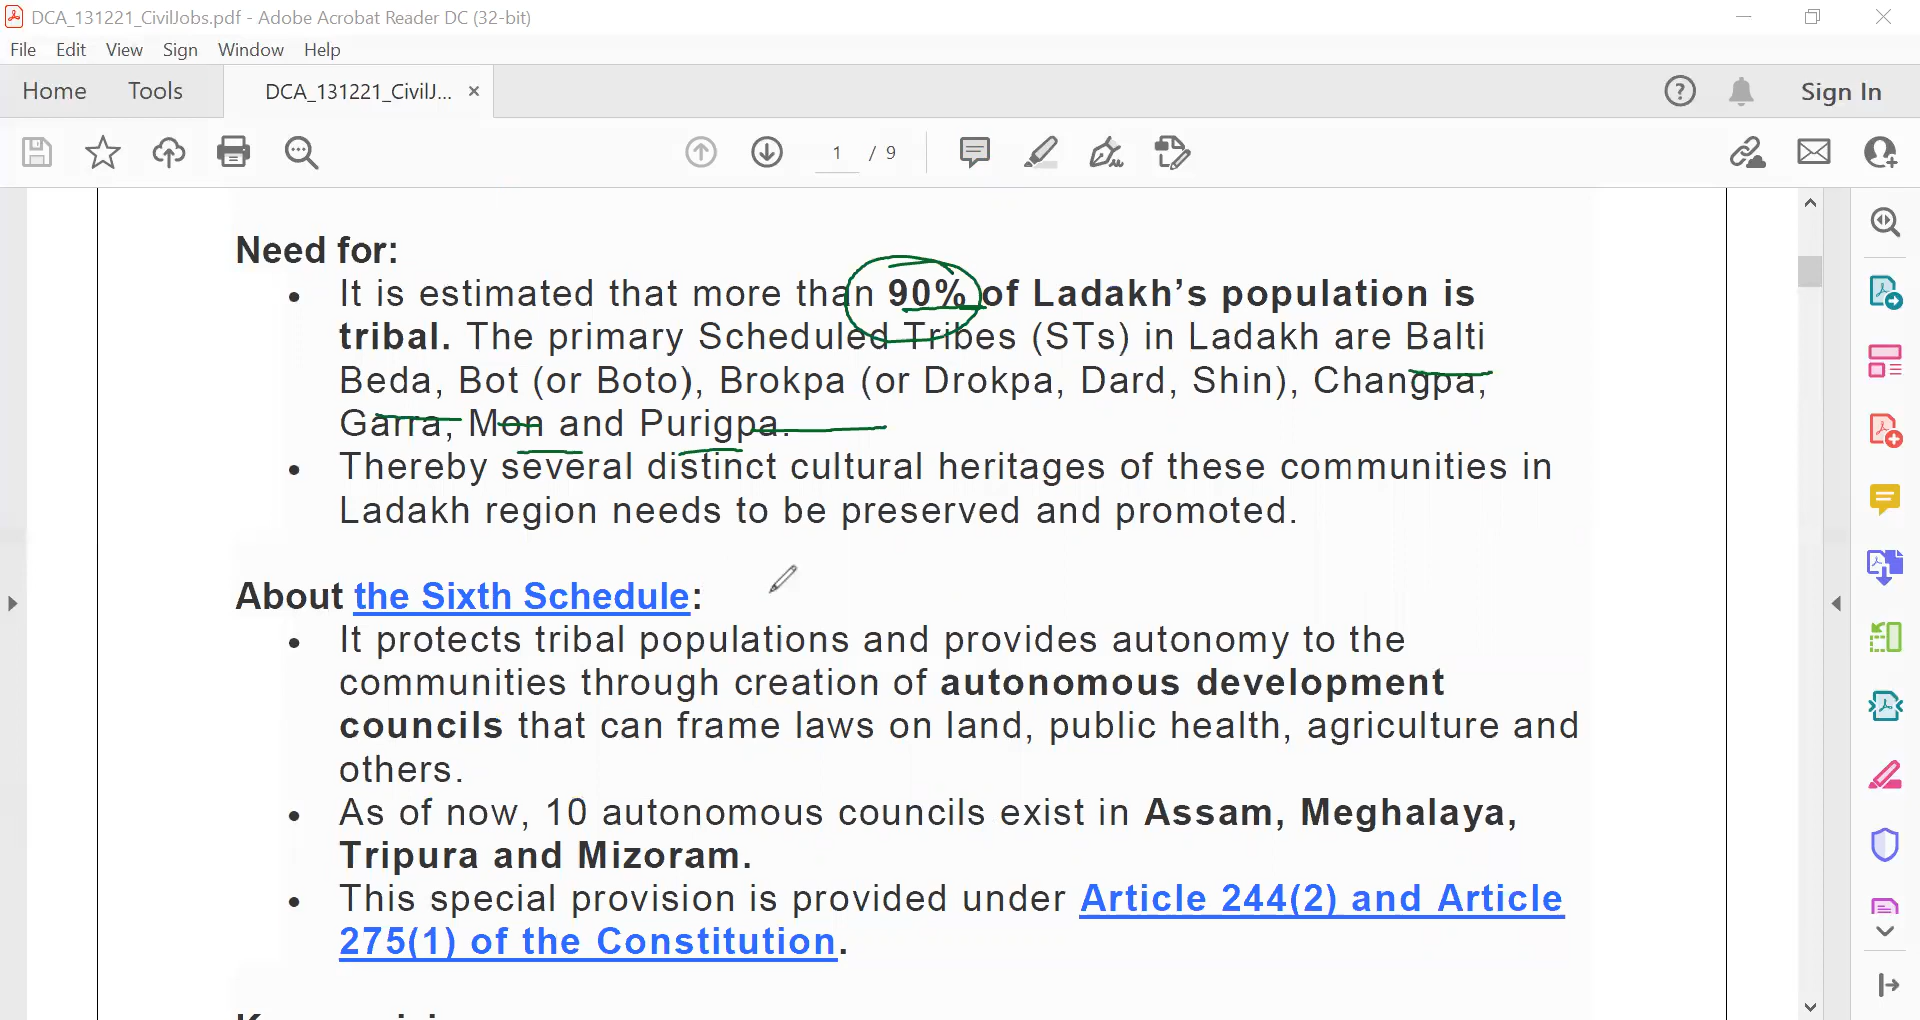 DCA_131221_CivilJobs.pdf - Adobe Acrobat Reader DC (32-bit)
File Edit View Sign Window Help
Home Tools DCA_131221_CivilJ... × Sign In
1 / 9
Need for:
• It is estimated that more than 90% of Ladakh’s population is
tribal. The primary Scheduled Tribes (STs) in Ladakh are Balti
Beda, Bot (or Boto), Brokpa (or Drokpa, Dard, Shin), Changpa,
Garra, Mon and Purigpa.
• Thereby several distinct cultural heritages of these communities in
Ladakh region needs to be preserved and promoted.
About the Sixth Schedule:
• It protects tribal populations and provides autonomy to the
communities through creation of autonomous development
councils that can frame laws on land, public health, agriculture and
others.
• As of now, 10 autonomous councils exist in Assam, Meghalaya,
Tripura and Mizoram.
• This special provision is provided under Article 244(2) and Article
275(1) of the Constitution.